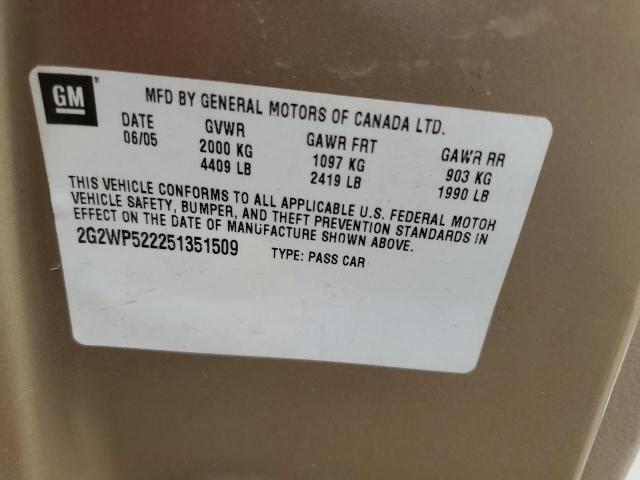 GM
MFD BY GENERAL MOTORS OF CANADA LTD.
DATE GVWR GAWR FRT GAWR RR
06/05 2000 KG 1097 KG 903 KG
4409 LB 2419 LB 1990 LB
THIS VEHICLE CONFORMS TO ALL APPLICABLE U.S. FEDERAL MOTOR
VEHICLE SAFETY, BUMPER, AND THEFT PREVENTION STANDARDS IN
EFFECT ON THE DATE OF MANUFACTURE SHOWN ABOVE.
2G2WP522251351509 TYPE: PASS CAR